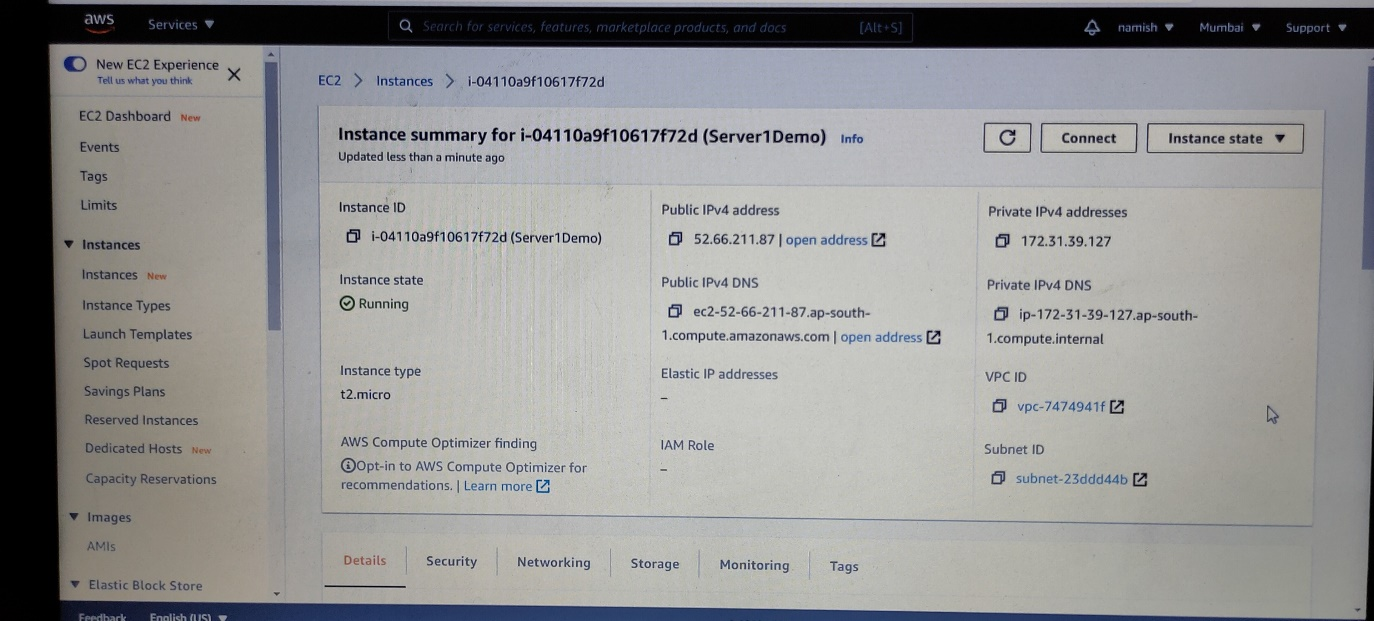 aws
Services
Search for services, features, marketplace products, and docs
[Alt+S]
namish
Mumbai
Support
New EC2 Experience
Tell us what you think
EC2 Dashboard New
Events
Tags
Limits
Instances
Instances New
Instance Types
Launch Templates
Spot Requests
Savings Plans
Reserved Instances
Dedicated Hosts New
Capacity Reservations
Images
AMIs
Elastic Block Store
EC2 > Instances > i-04110a9f10617f72d
Instance summary for i-04110a9f10617f72d (Server1Demo) Info
Updated less than a minute ago
Connect
Instance state
Instance ID
i-04110a9f10617f72d (Server1Demo)
Public IPv4 address
52.66.211.87 | open address
Private IPv4 addresses
172.31.39.127
Instance state
Running
Public IPv4 DNS
ec2-52-66-211-87.ap-south-
1.compute.amazonaws.com | open address
Private IPv4 DNS
ip-172-31-39-127.ap-south-
1.compute.internal
Instance type
t2.micro
Elastic IP addresses
–
VPC ID
vpc-7474941f
AWS Compute Optimizer finding
Opt-in to AWS Compute Optimizer for
recommendations. | Learn more
IAM Role
–
Subnet ID
subnet-23ddd44b
Details
Security
Networking
Storage
Monitoring
Tags
Feedback
English (US)